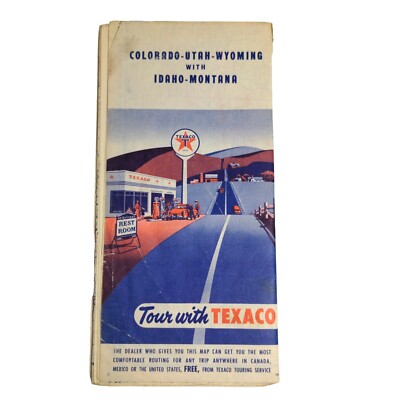 COLORADO-UTAH-WYOMING
WITH
IDAHO-MONTANA
TEXACO
T
TEXACO
REST
ROOM
Tour with TEXACO
THE DEALER WHO GIVES YOU THIS MAP CAN GET YOU THE MOST
COMFORTABLE ROUTING FOR ANY TRIP ANYWHERE IN CANADA,
MEXICO OR THE UNITED STATES, FREE, FROM TEXACO TOURING SERVICE